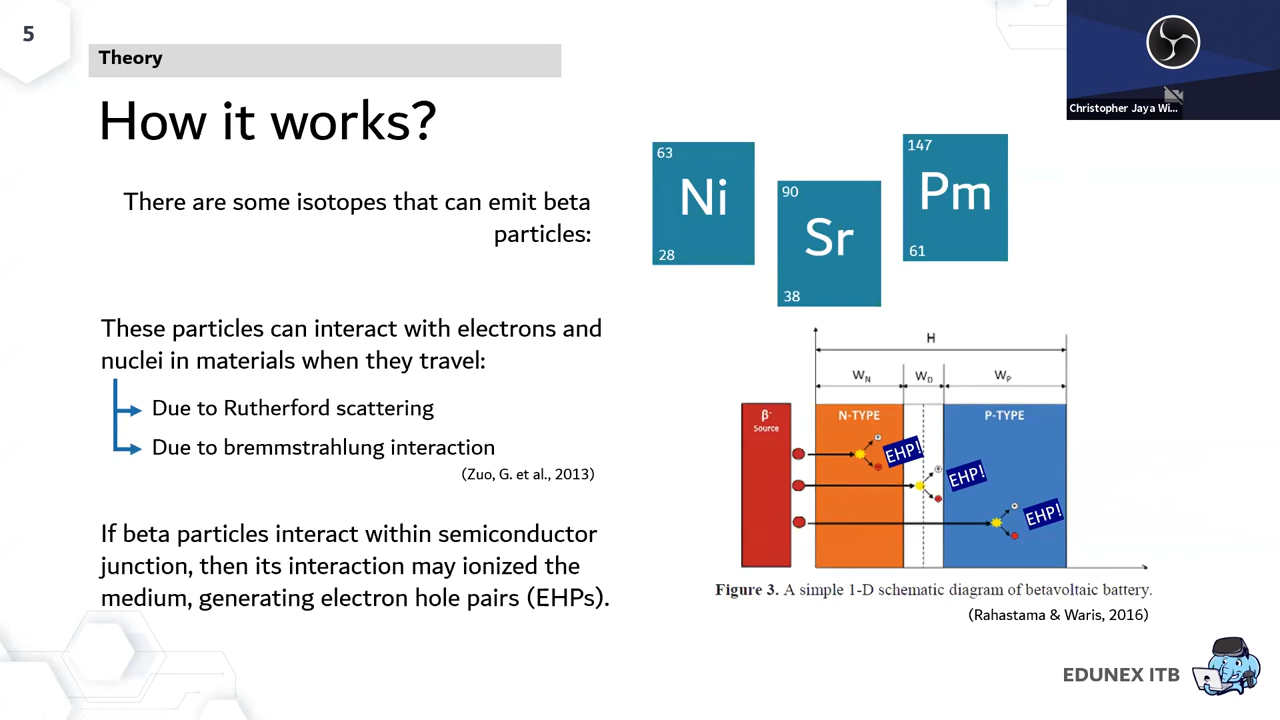 5
Theory
How it works?
There are some isotopes that can emit beta
particles:
These particles can interact with electrons and
nuclei in materials when they travel:
Due to Rutherford scattering
Due to bremmstrahlung interaction
(Zuo, G. et al., 2013)
If beta particles interact within semiconductor
junction, then its interaction may ionized the
medium, generating electron hole pairs (EHPs).
63
Ni
28
90
Sr
38
147
Pm
61
H
WN WD WP
β-
Source
N-TYPE
P-TYPE
EHP!
EHP!
EHP!
Figure 3. A simple 1-D schematic diagram of betavoltaic battery.
(Rahastama & Waris, 2016)
EDUNEX ITB
Christopher Jaya Wi...